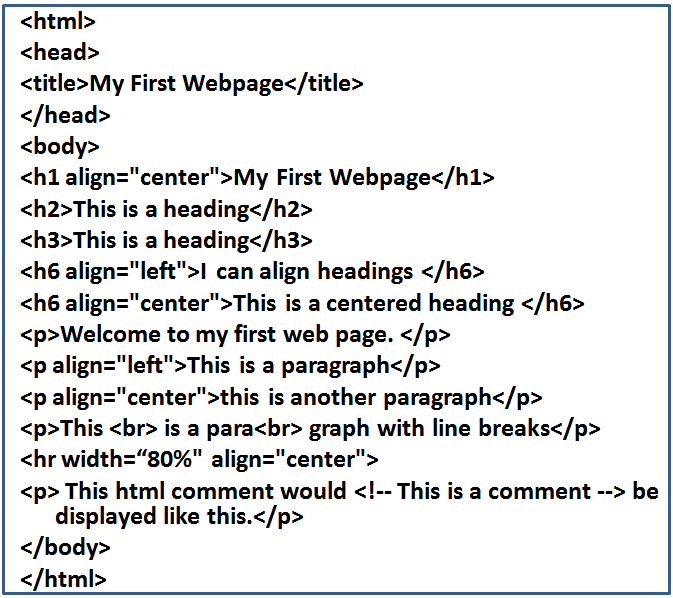 <html>
<head>
<title>My First Webpage</title>
</head>
<body>
<h1 align="center">My First Webpage</h1>
<h2>This is a heading</h2>
<h3>This is a heading</h3>
<h6 align="left">I can align headings </h6>
<h6 align="center">This is a centered heading </h6>
<p>Welcome to my first web page. </p>
<p align="left">This is a paragraph</p>
<p align="center">this is another paragraph</p>
<p>This <br> is a para<br> graph with line breaks</p>
<hr width=“80%" align="center">
<p> This html comment would <!-- This is a comment --> be
displayed like this.</p>
</body>
</html>